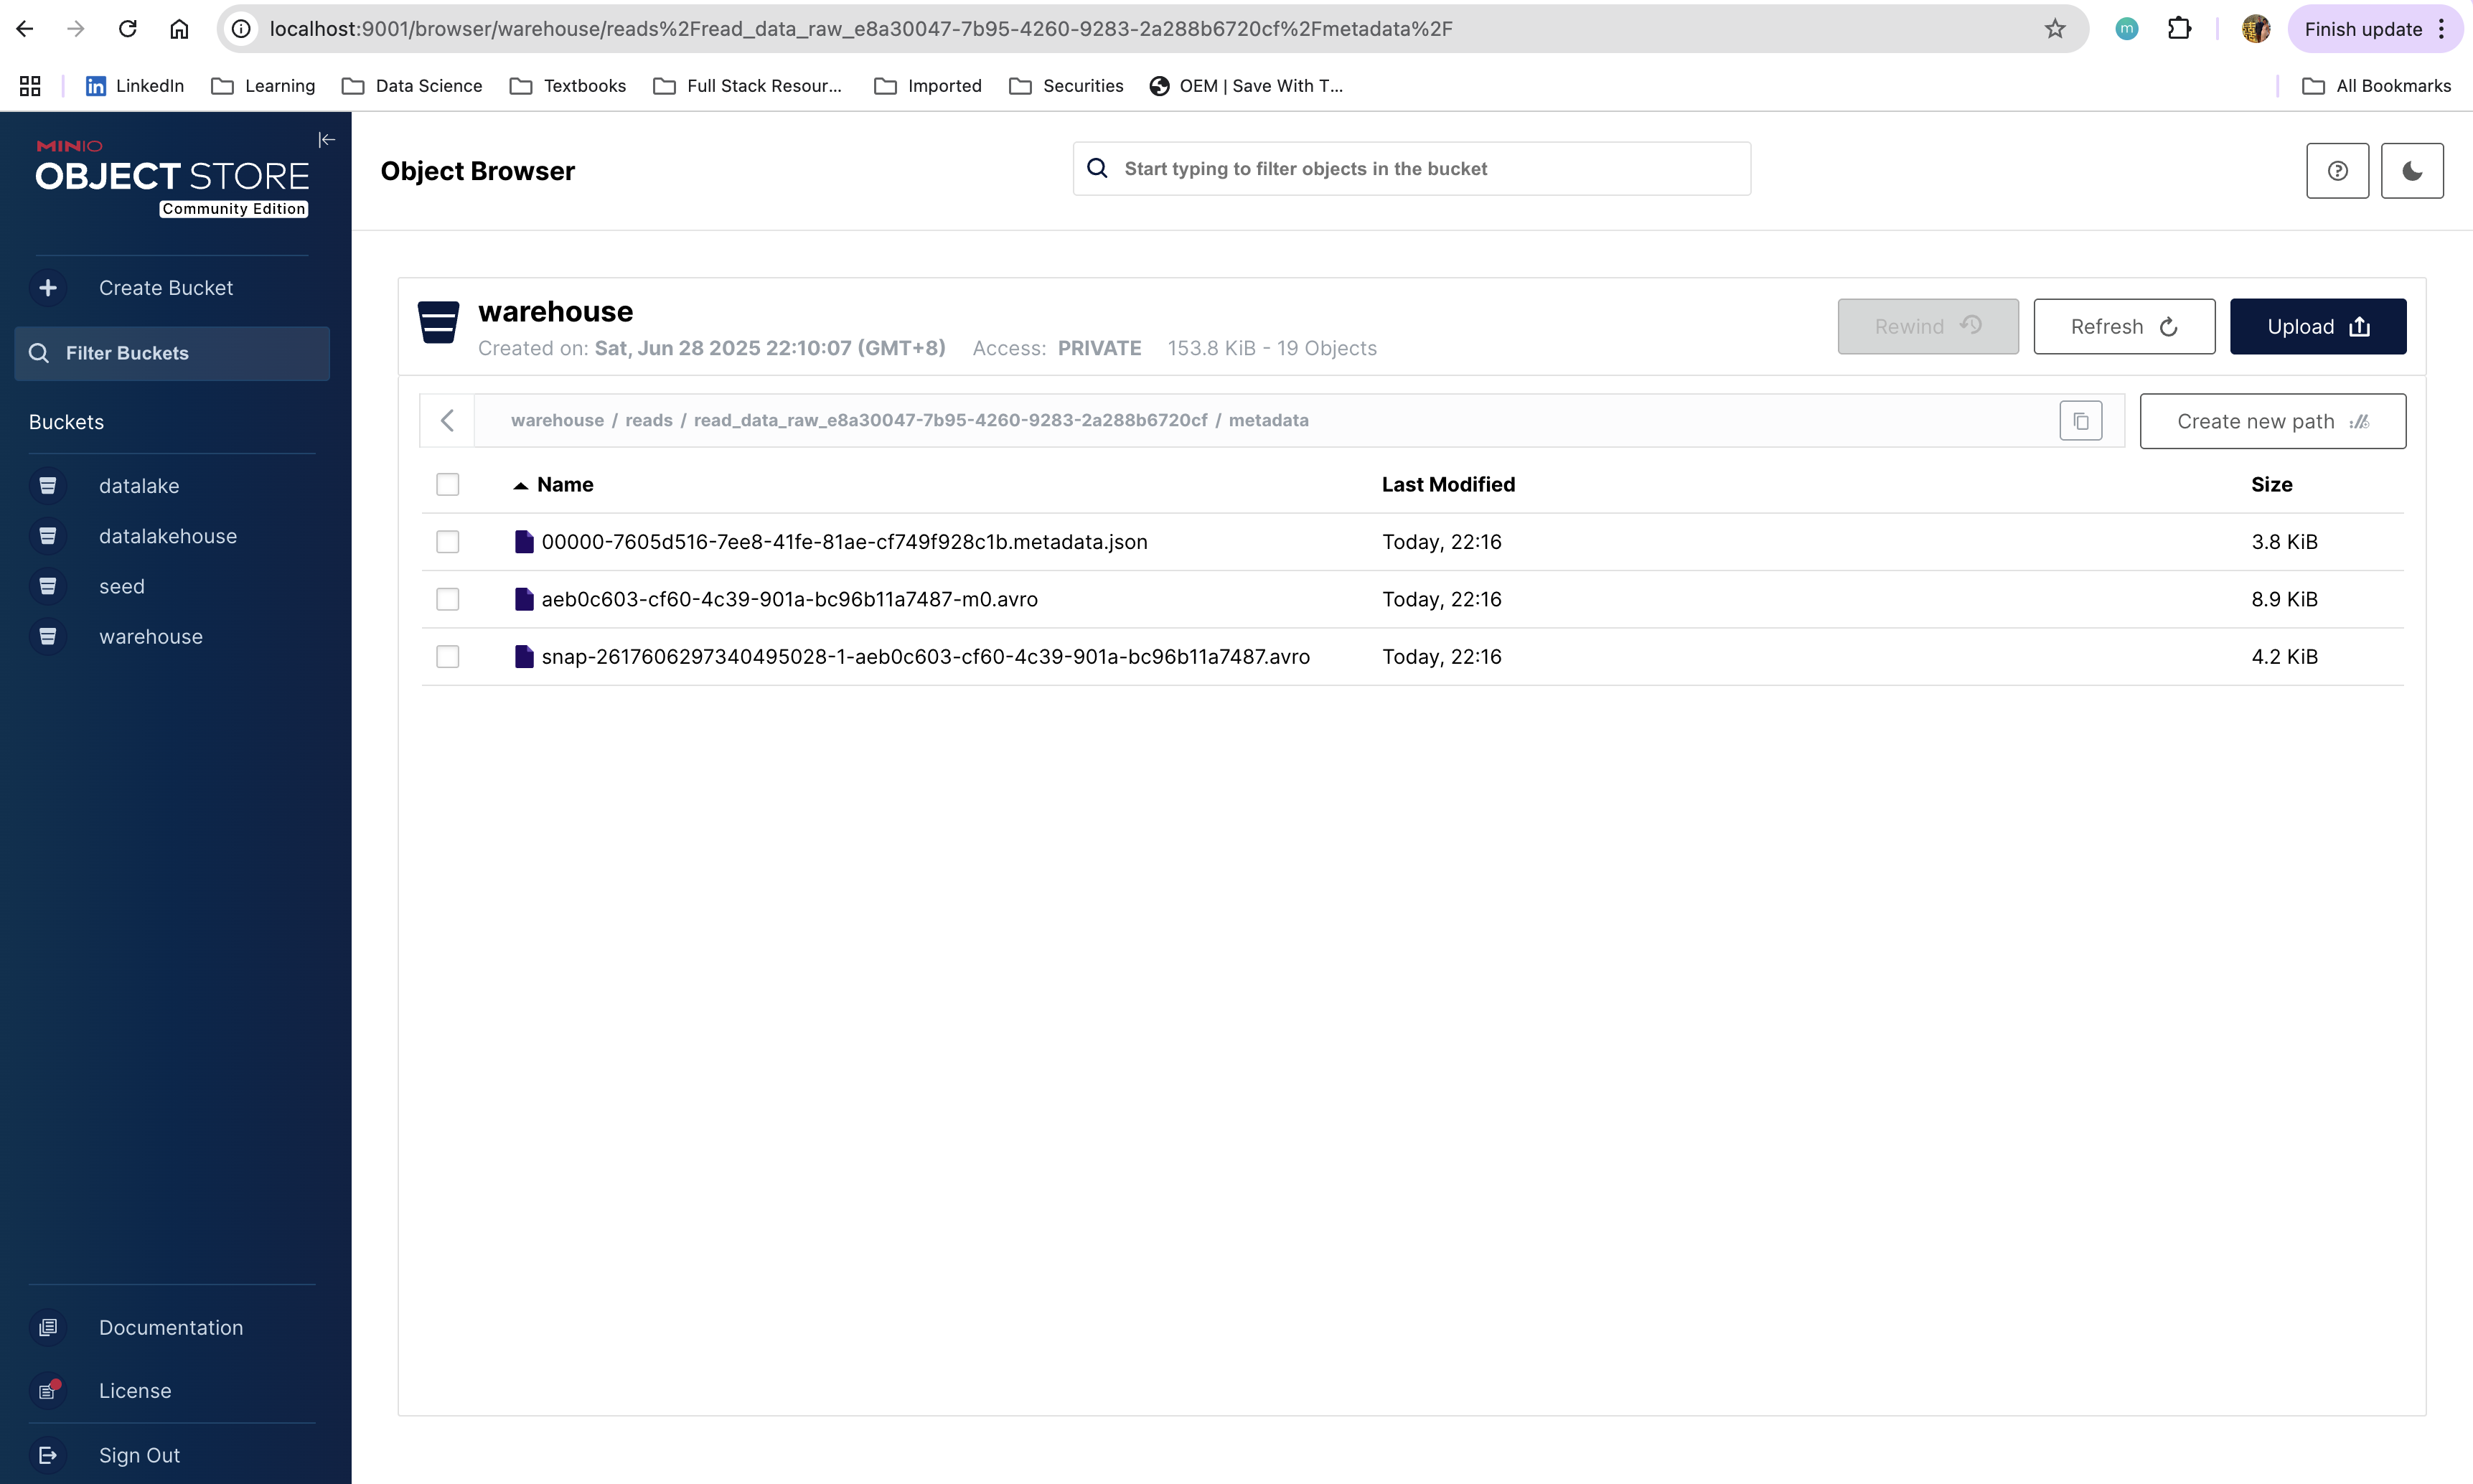 localhost:9001/browser/warehouse/reads%2Fread_data_raw_e8a30047-7b95-4260-9283-2a288b6720cf%2Fmetadata%2F
m
Finish update
LinkedIn
Learning
Data Science
Textbooks
Full Stack Resour...
Imported
Securities
OEM | Save With T...
All Bookmarks
MINIO
OBJECT STORE
Community Edition
Create Bucket
Filter Buckets
Buckets
datalake
datalakehouse
seed
warehouse
Documentation
License
Sign Out
Object Browser
Start typing to filter objects in the bucket
warehouse
Created on: Sat, Jun 28 2025 22:10:07 (GMT+8) Access: PRIVATE 153.8 KiB - 19 Objects
Rewind
Refresh
Upload
warehouse / reads / read_data_raw_e8a30047-7b95-4260-9283-2a288b6720cf / metadata
Create new path
Name Last Modified Size
00000-7605d516-7ee8-41fe-81ae-cf749f928c1b.metadata.json Today, 22:16 3.8 KiB
aeb0c603-cf60-4c39-901a-bc96b11a7487-m0.avro Today, 22:16 8.9 KiB
snap-2617606297340495028-1-aeb0c603-cf60-4c39-901a-bc96b11a7487.avro Today, 22:16 4.2 KiB